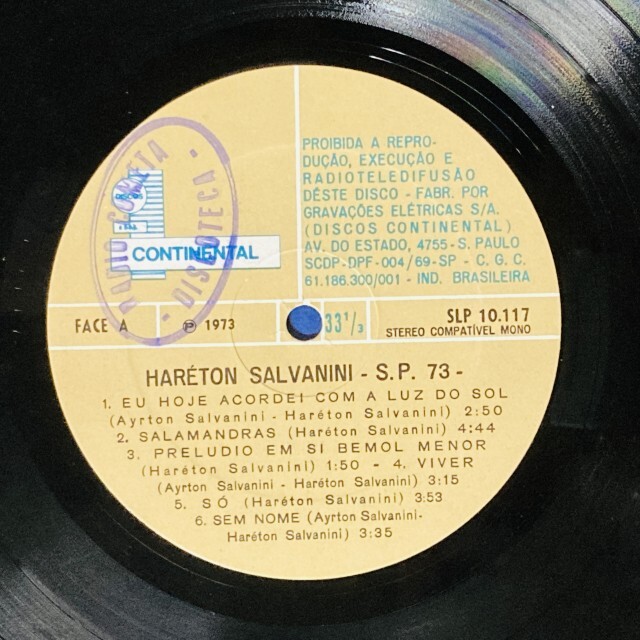 PROIBIDA A REPRO-
DUÇÃO, EXECUÇÃO E
RADIOTELEDIFUSÃO
DÊSTE DISCO - FABR. POR
GRAVAÇÕES ELÉTRICAS S/A.
(DISCOS CONTINENTAL)
AV. DO ESTADO, 4755 - S. PAULO
SCDP-DPF-004/69-SP - C. G. C.
61.186.300/001 - IND. BRASILEIRA
RADIO COMETA
- DISCOTECA -
CONTINENTAL
FACE A
℗ 1973
33 1/3
SLP 10.117
STEREO COMPATÍVEL MONO
HARÉTON SALVANINI - S.P. 73 -
1. EU HOJE ACORDEI COM A LUZ DO SOL
(Ayrton Salvanini - Haréton Salvanini) 2:50
2. SALAMANDRAS (Haréton Salvanini) 4:44
3. PRELUDIO EM SI BEMOL MENOR
(Haréton Salvanini) 1:50 - 4. VIVER
(Ayrton Salvanini - Haréton Salvanini) 3:15
5. SÓ (Haréton Salvanini) 3:53
6. SEM NOME (Ayrton Salvanini-
Haréton Salvanini) 3:35